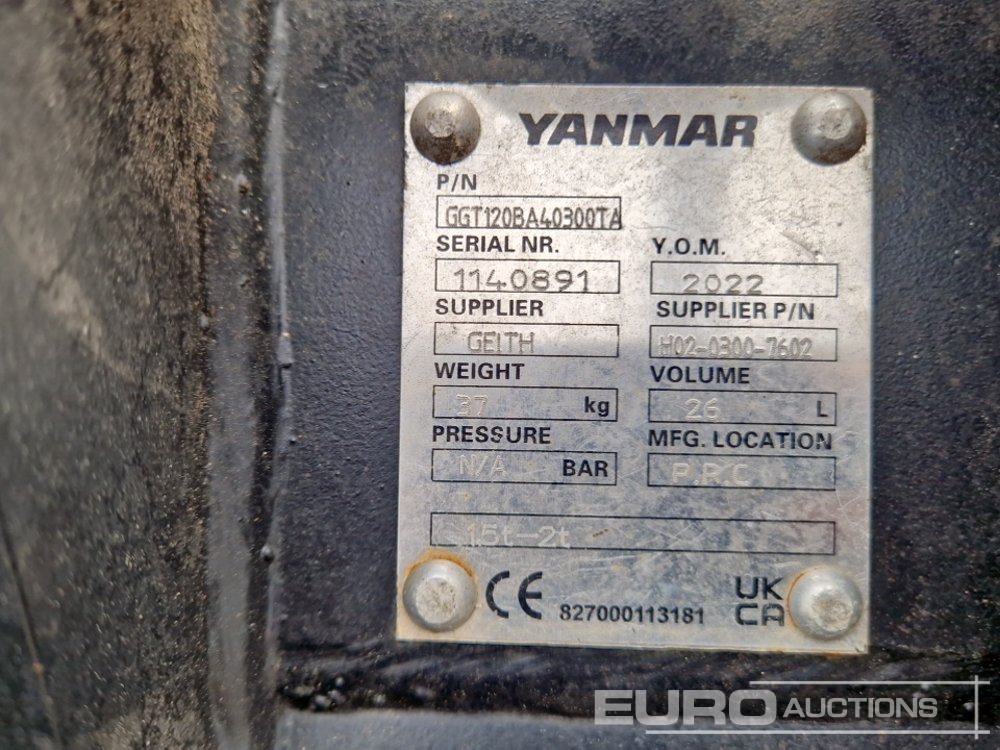 YANMAR
P/N
GGT120BA40300TA
SERIAL NR. Y.O.M.
1140891 2022
SUPPLIER SUPPLIER P/N
GEITH H02-0300-7602
WEIGHT VOLUME
37 kg 26 L
PRESSURE MFG. LOCATION
N/A BAR P.R.C
1.5t-2t
CE 827000113181 UK
CA
EURO AUCTIONS